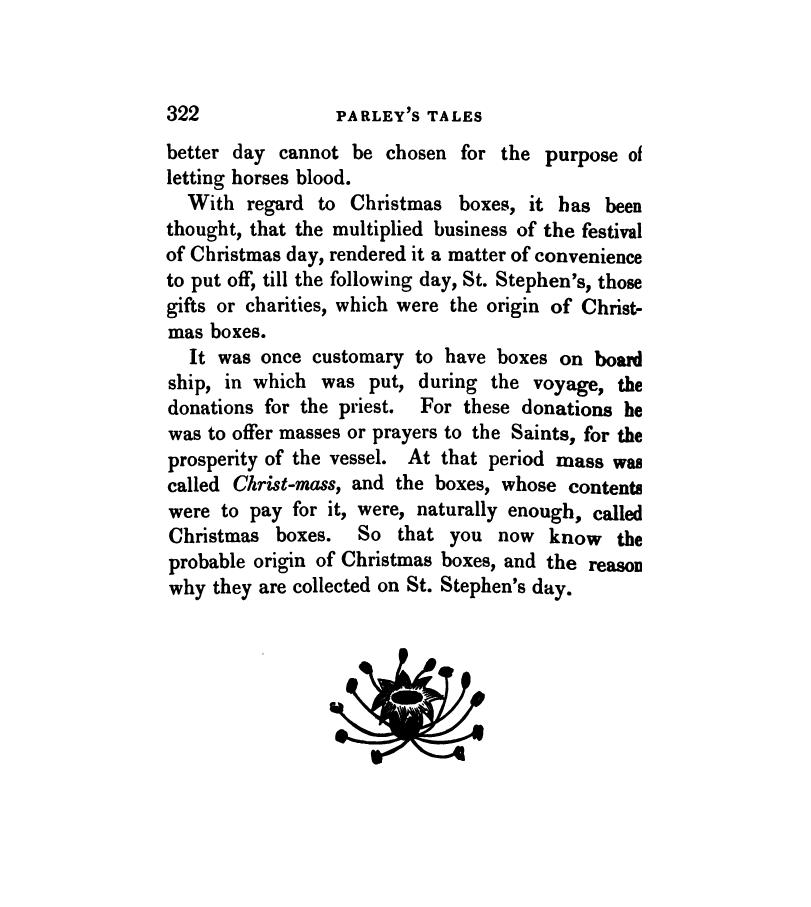 322 PARLEY'S TALES
better day cannot be chosen for the purpose of
letting horses blood.
With regard to Christmas boxes, it has been
thought, that the multiplied business of the festival
of Christmas day, rendered it a matter of convenience
to put off, till the following day, St. Stephen's, those
gifts or charities, which were the origin of Christ-
mas boxes.
It was once customary to have boxes on board
ship, in which was put, during the voyage, the
donations for the priest. For these donations he
was to offer masses or prayers to the Saints, for the
prosperity of the vessel. At that period mass was
called Christ-mass, and the boxes, whose contents
were to pay for it, were, naturally enough, called
Christmas boxes. So that you now know the
probable origin of Christmas boxes, and the reason
why they are collected on St. Stephen's day.